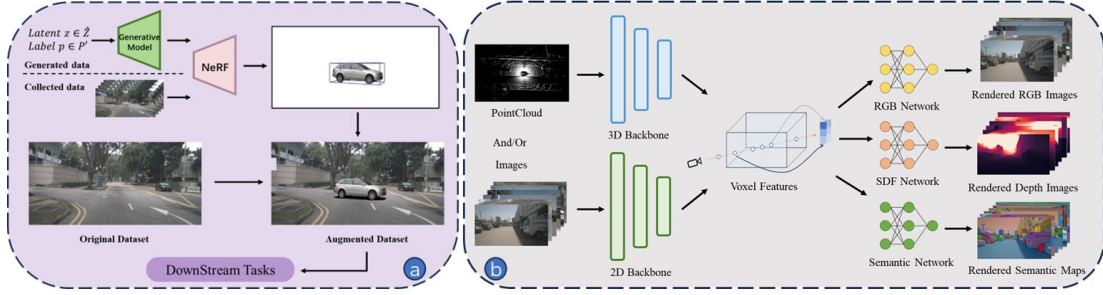 Latent z ∈ Ẑ
Label p ∈ P'
Generated data
Collected data
Generative
Model
NeRF
Original Dataset
Augmented Dataset
DownStream Tasks
a
PointCloud
And/Or
Images
3D Backbone
2D Backbone
Voxel Features
RGB Network
SDF Network
Semantic Network
Rendered RGB Images
Rendered Depth Images
Rendered Semantic Maps
b